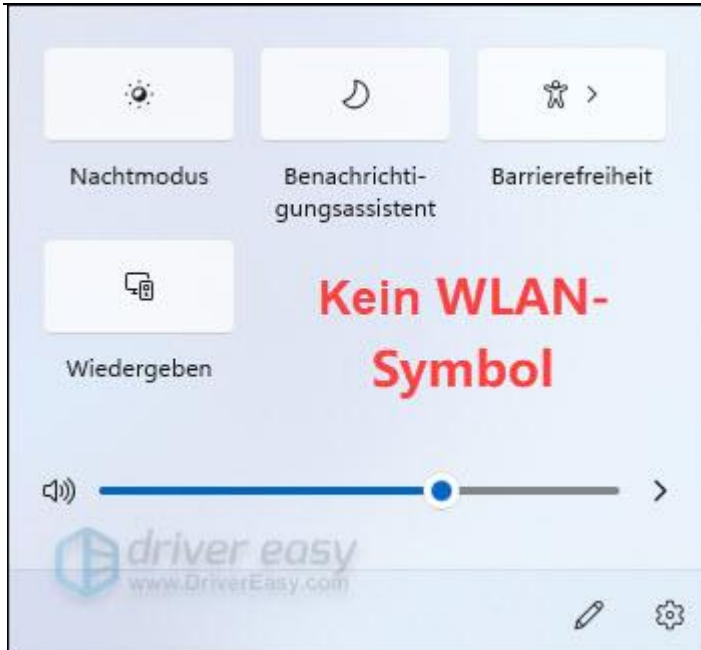 Nachtmodus
Benachrichti-
gungsassistent
Barrierefreiheit
Kein WLAN-
Symbol
Wiedergeben
driver easy
www.DriverEasy.com